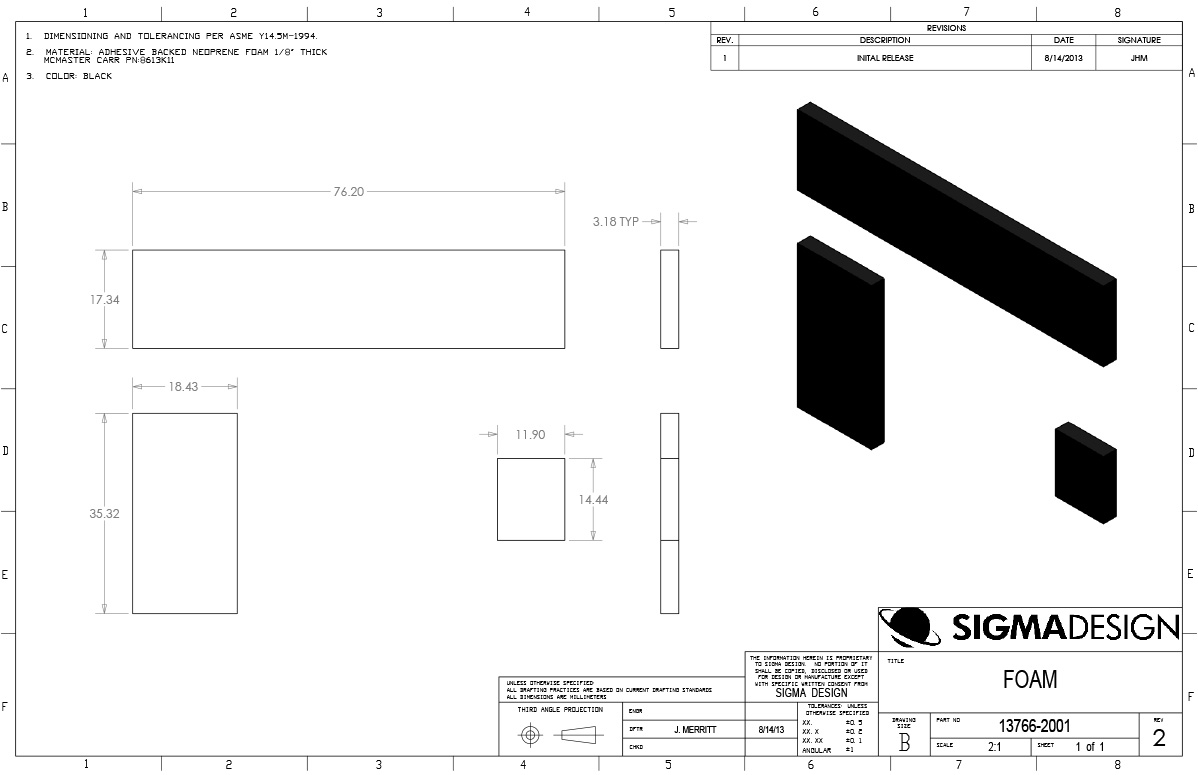 1 2 3 4 5 6 7 8
1. DIMENSIONING AND TOLERANCING PER ASME Y14.5M-1994.
2. MATERIAL: ADHESIVE BACKED NEOPRENE FOAM 1/8" THICK
MCMASTER CARR PN:8613K11
3. COLOR: BLACK
REVISIONS
REV. DESCRIPTION DATE SIGNATURE
1 INITAL RELEASE 8/14/2013 JHM
A A
B B
C C
D D
E E
F F
76.20
3.18 TYP
17.34
18.43
11.90
14.44
35.32
SIGMADESIGN
THE INFORMATION HEREIN IS PROPRIETARY
TO SIGMA DESIGN. NO PORTION OF IT
SHALL BE COPIED, DISCLOSED OR USED
FOR DESIGN OR MANUFACTURE EXCEPT
WITH SPECIFIC WRITTEN CONSENT FROM
SIGMA DESIGN
TITLE
FOAM
UNLESS OTHERWISE SPECIFIED:
ALL DRAFTING PRACTICES ARE BASED ON CURRENT DRAFTING STANDARDS
ALL DIMENSIONS ARE MILLIMETERS
THIRD ANGLE PROJECTION
ENGR
DFTR J. MERRITT 8/14/13
CHKD
TOLERANCES: UNLESS
OTHERWISE SPECIFIED
XX. ±0.5
XX.X ±0.2
XX.XX ±0.1
ANGULAR ±1
DRAWING
SIZE
B
PART NO
13766-2001
REV
2
SCALE 2:1 SHEET 1 of 1
1 2 3 4 5 6 7 8